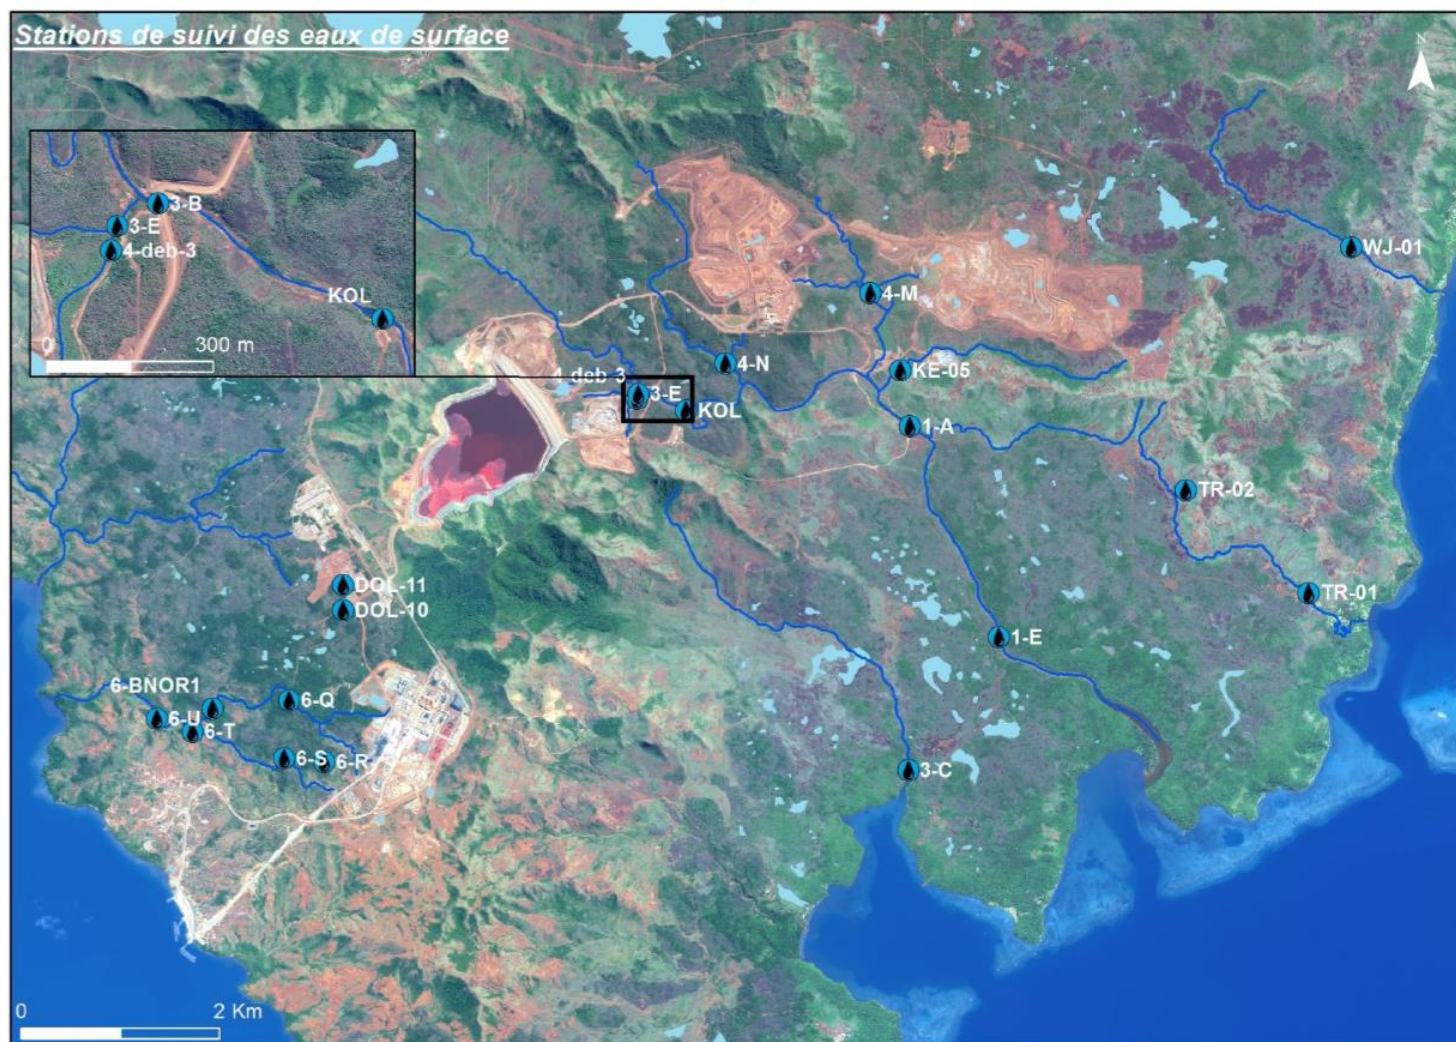 Stations de suivi des eaux de surface
N
3-B
3-E
4-deb-3
KOL
0 300 m
WJ-01
4-M
4-N
KE-05
4-deb-3
3-E
KOL
1-A
TR-02
DOL-11
DOL-10
TR-01
1-E
6-BNOR1
6-Q
6-U
6-T
6-S
6-R
3-C
0 2 Km